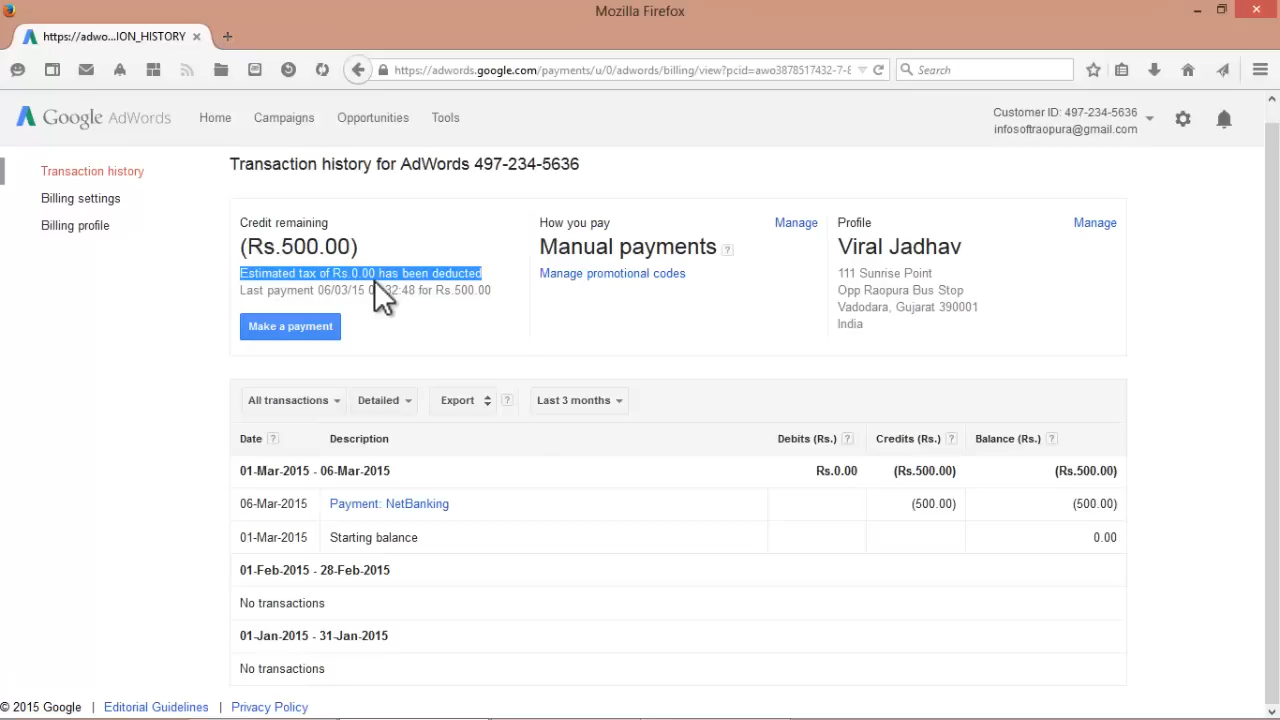 Mozilla Firefox
https://adwo...ION_HISTORY
https://adwords.google.com/payments/u/0/adwords/billing/view?pcid=awo3878517432-7-8
Search
Google AdWords
Home
Campaigns
Opportunities
Tools
Customer ID: 497-234-5636
infosoftraopura@gmail.com
Transaction history
Billing settings
Billing profile
Transaction history for AdWords 497-234-5636
Credit remaining
(Rs.500.00)
Estimated tax of Rs.0.00 has been deducted
Last payment 06/03/15 :48 for Rs.500.00
Make a payment
How you pay
Manage
Manual payments ?
Manage promotional codes
Profile
Manage
Viral Jadhav
111 Sunrise Point
Opp Raopura Bus Stop
Vadodara, Gujarat 390001
India
All transactions
Detailed
Export
?
Last 3 months
Date ? Description Debits (Rs.) ? Credits (Rs.) ? Balance (Rs.) ?
01-Mar-2015 - 06-Mar-2015 Rs.0.00 (Rs.500.00) (Rs.500.00)
06-Mar-2015 Payment: NetBanking (500.00) (500.00)
01-Mar-2015 Starting balance 0.00
01-Feb-2015 - 28-Feb-2015
No transactions
01-Jan-2015 - 31-Jan-2015
No transactions
© 2015 Google | Editorial Guidelines | Privacy Policy